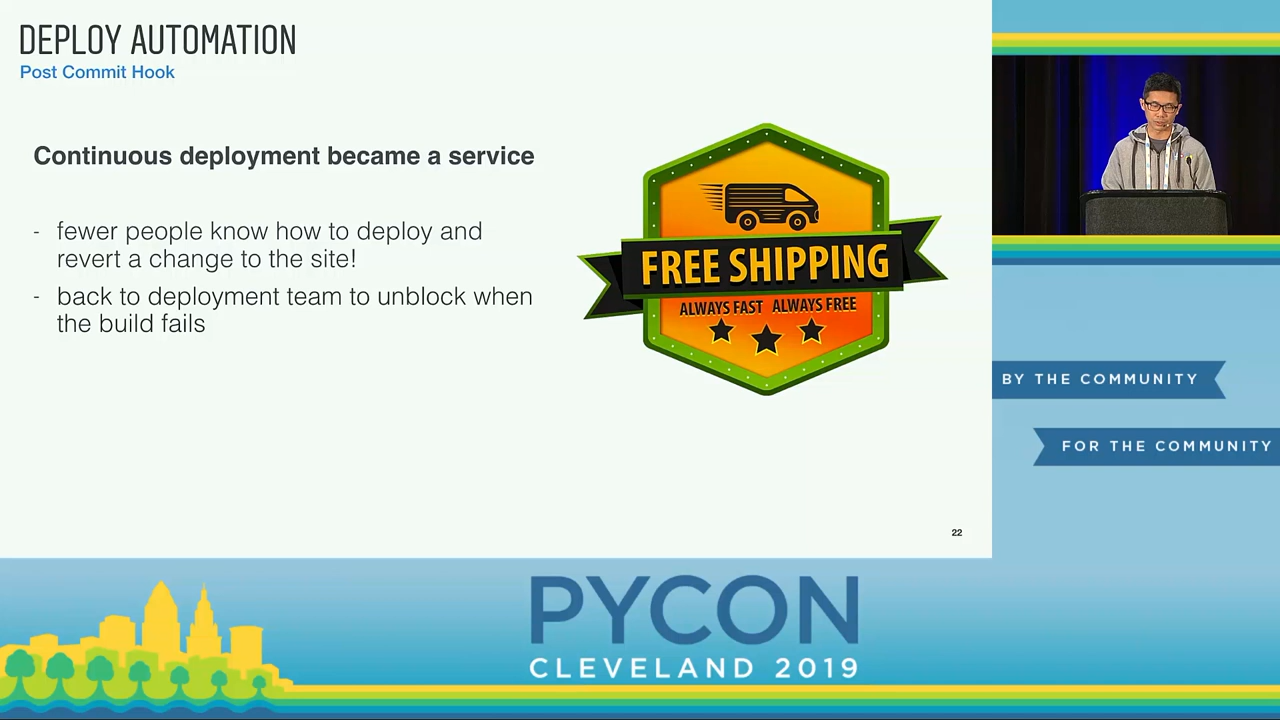 DEPLOY AUTOMATION
Post Commit Hook
Continuous deployment became a service
- fewer people know how to deploy and
revert a change to the site!
- back to deployment team to unblock when
the build fails
FREE SHIPPING
ALWAYS FAST ALWAYS FREE
22
BY THE COMMUNITY
FOR THE COMMUNITY
PYCON
CLEVELAND 2019